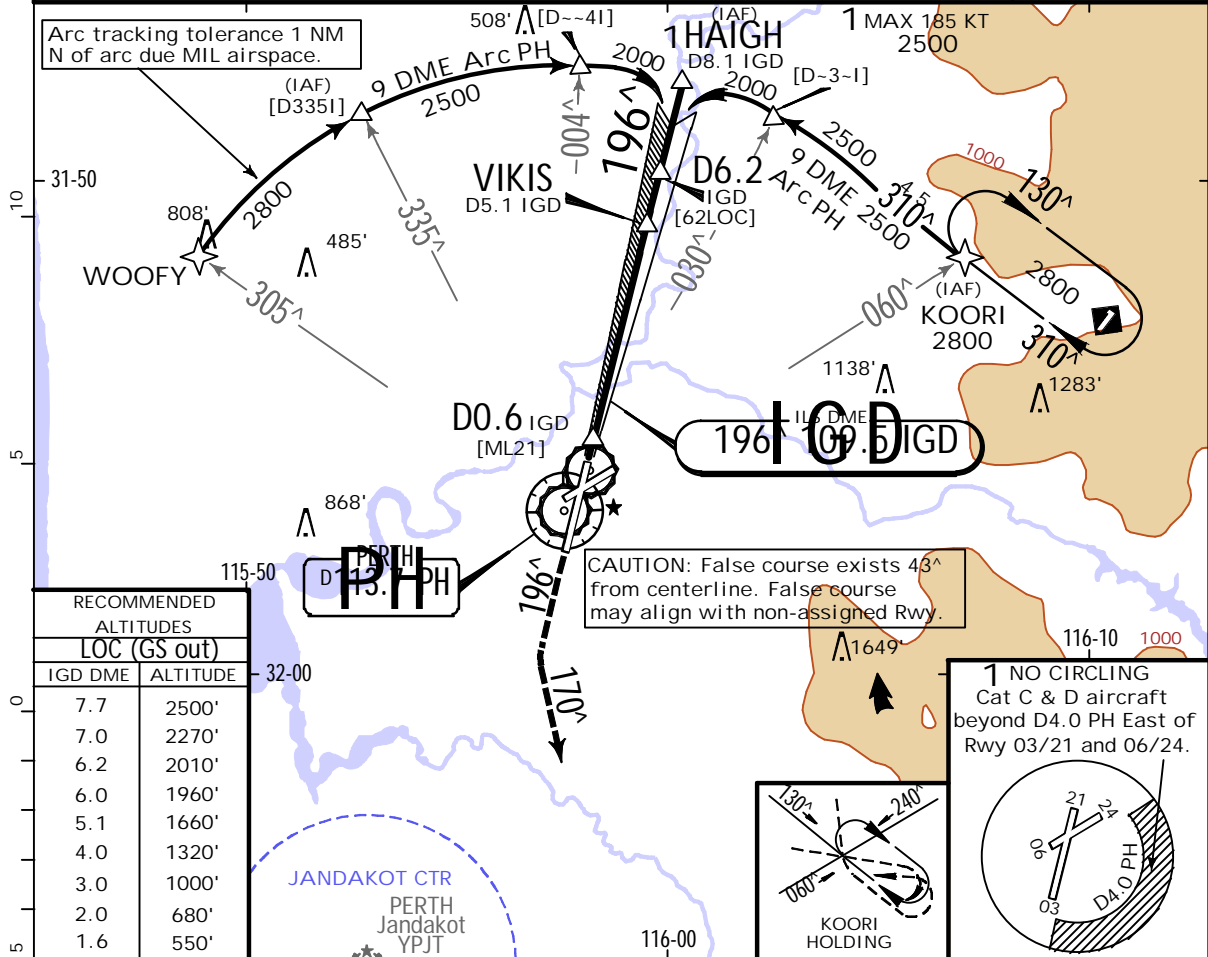 Arc tracking tolerance 1 NM
N of arc due MIL airspace.
508'
[D~~4I]
(IAF)
1HAIGH
D8.1 IGD
1 MAX 185 KT
2500
(IAF)
[D335I]
9 DME Arc PH
2500
2000
2000
[D~3~I]
2500
9 DME
Arc PH
2500
4.5
310^
196^
004^
VIKIS
D5.1 IGD
D6.2
IGD
[62LOC]
1000
130^
31-50
10
808'
2800
485'
335^
030^
WOOFY
305^
060^
(IAF)
KOORI
2800
2800
310^
1
1138'
1283'
D0.6 IGD
[ML21]
ILS DME
196^ 109.5 IGD
IGD
5
868'
PERTH
D 113.7 PH
PH
115-50
196^
CAUTION: False course exists 43^
from centerline. False course
may align with non-assigned Rwy.
1649'
116-10
1000
170^
32-00
0
RECOMMENDED
ALTITUDES
LOC (GS out)
IGD DME ALTITUDE
7.7 2500'
7.0 2270'
6.2 2010'
6.0 1960'
5.1 1660'
4.0 1320'
3.0 1000'
2.0 680'
1.6 550'
5
JANDAKOT CTR
PERTH
Jandakot
YPJT
116-00
130^
240^
060^
KOORI
HOLDING
1 NO CIRCLING
Cat C & D aircraft
beyond D4.0 PH East of
Rwy 03/21 and 06/24.
21
24
06
03
D4.0 PH